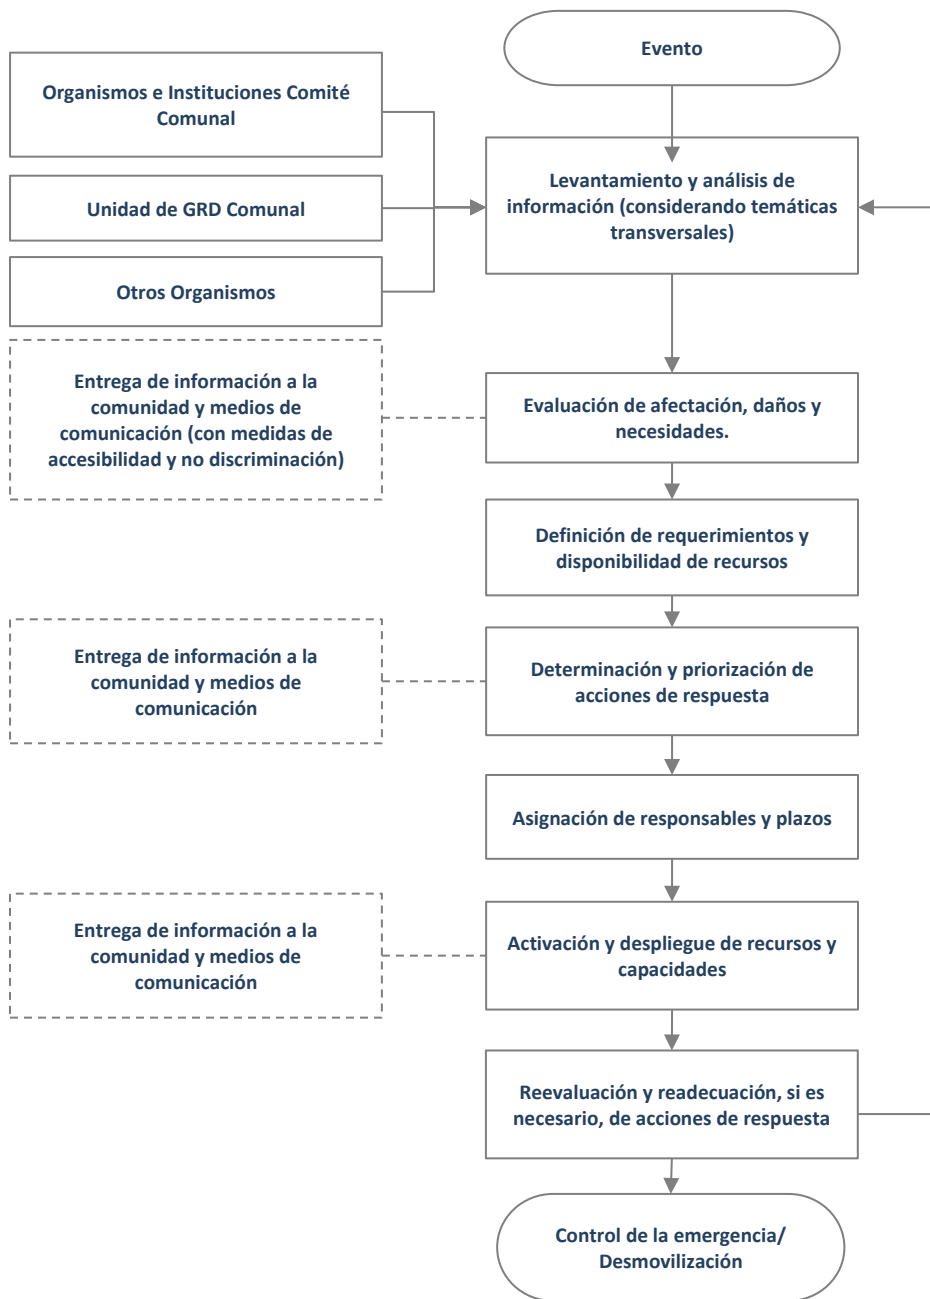 Evento
Organismos e Instituciones Comité
Comunal
Unidad de GRD Comunal
Otros Organismos
Levantamiento y análisis de
información (considerando temáticas
transversales)
Entrega de información a la
comunidad y medios de
comunicación (con medidas de
accesibilidad y no discriminación)
Evaluación de afectación, daños y
necesidades.
Definición de requerimientos y
disponibilidad de recursos
Entrega de información a la
comunidad y medios de
comunicación
Determinación y priorización de
acciones de respuesta
Asignación de responsables y plazos
Entrega de información a la
comunidad y medios de
comunicación
Activación y despliegue de recursos y
capacidades
Reevaluación y readecuación, si es
necesario, de acciones de respuesta
Control de la emergencia/
Desmovilización